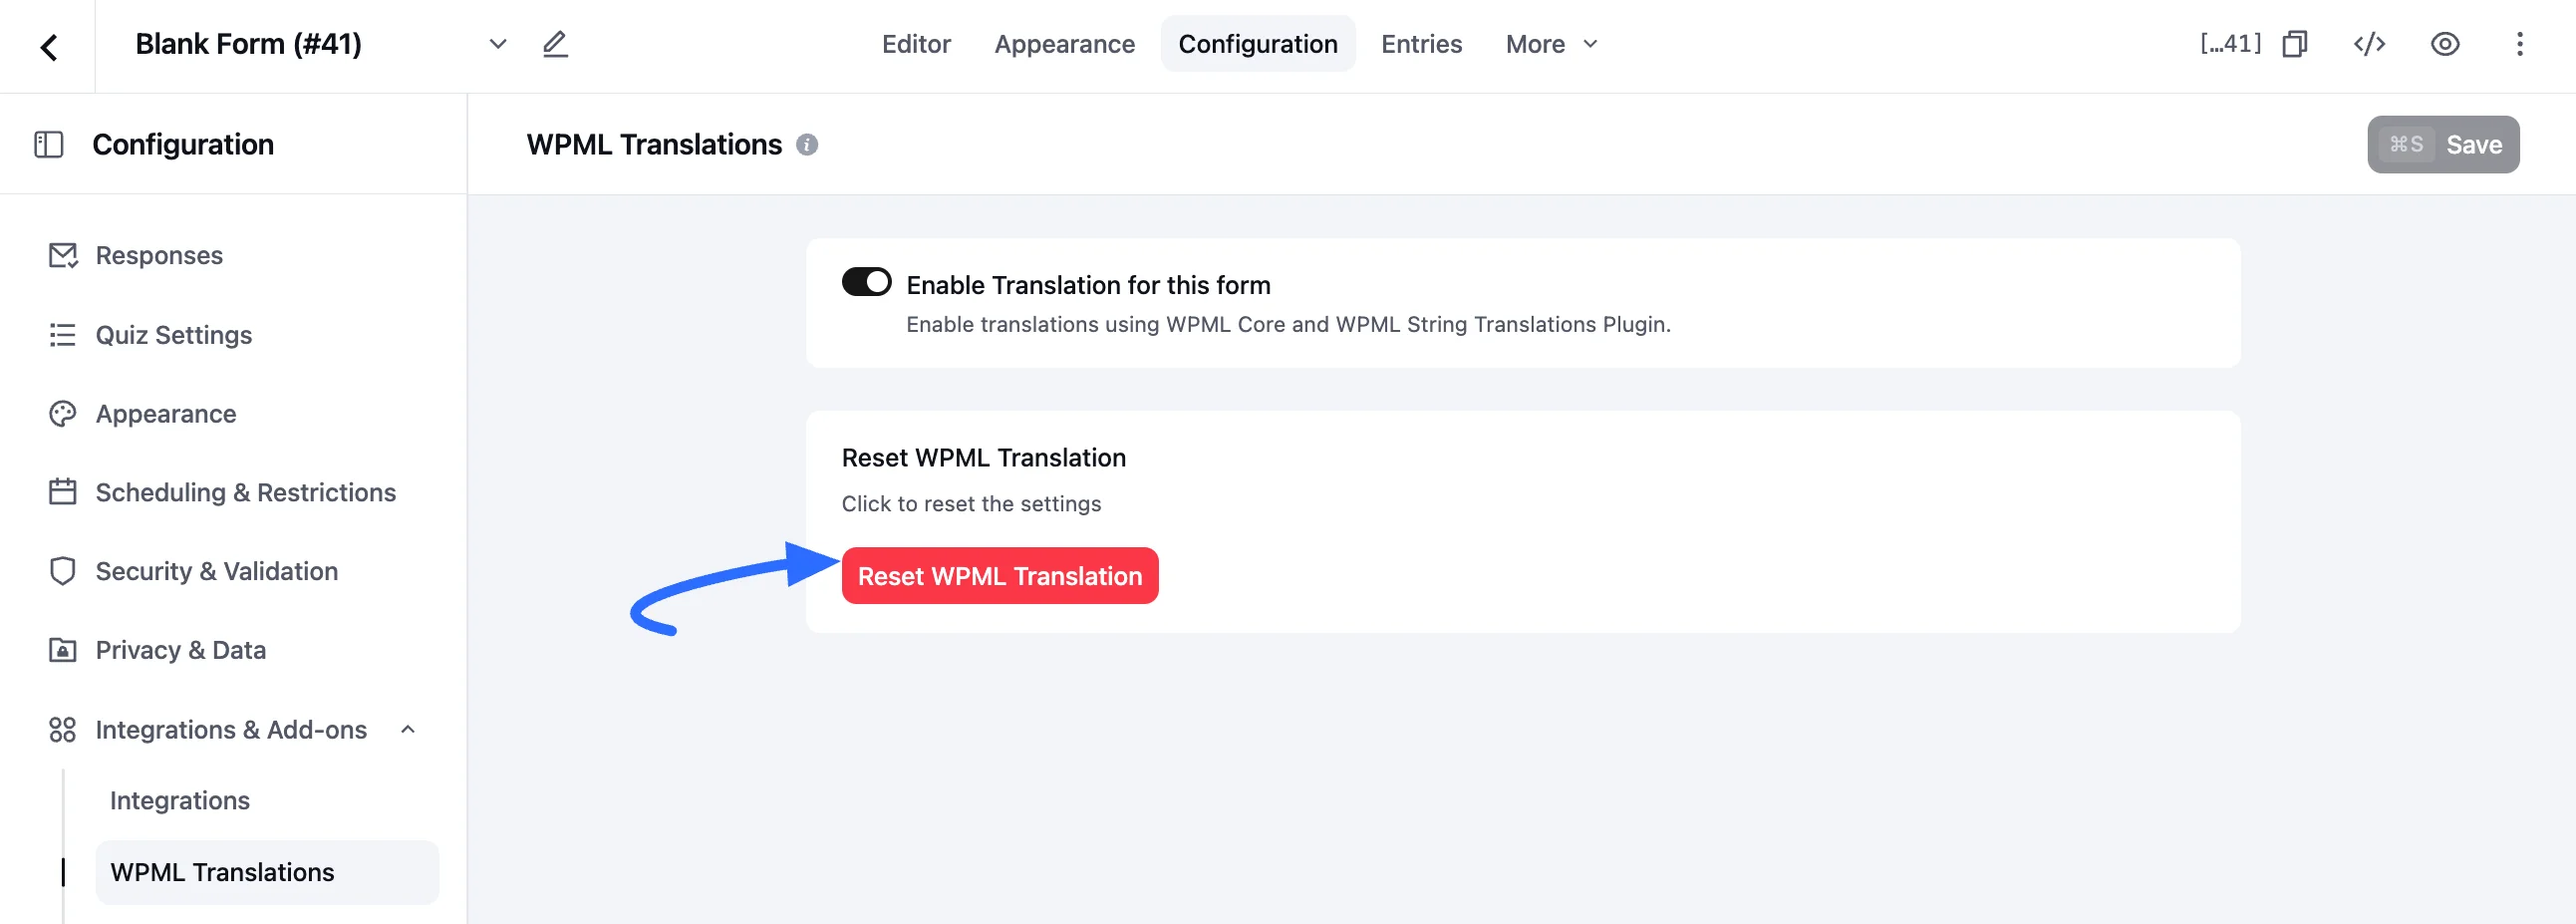 Blank Form (#41)
Editor
Appearance
Configuration
Entries
More
[...41]
Configuration
WPML Translations
⌘S Save
Responses
Quiz Settings
Appearance
Scheduling & Restrictions
Security & Validation
Privacy & Data
Integrations & Add-ons
Integrations
WPML Translations
Enable Translation for this form
Enable translations using WPML Core and WPML String Translations Plugin.
Reset WPML Translation
Click to reset the settings
Reset WPML Translation